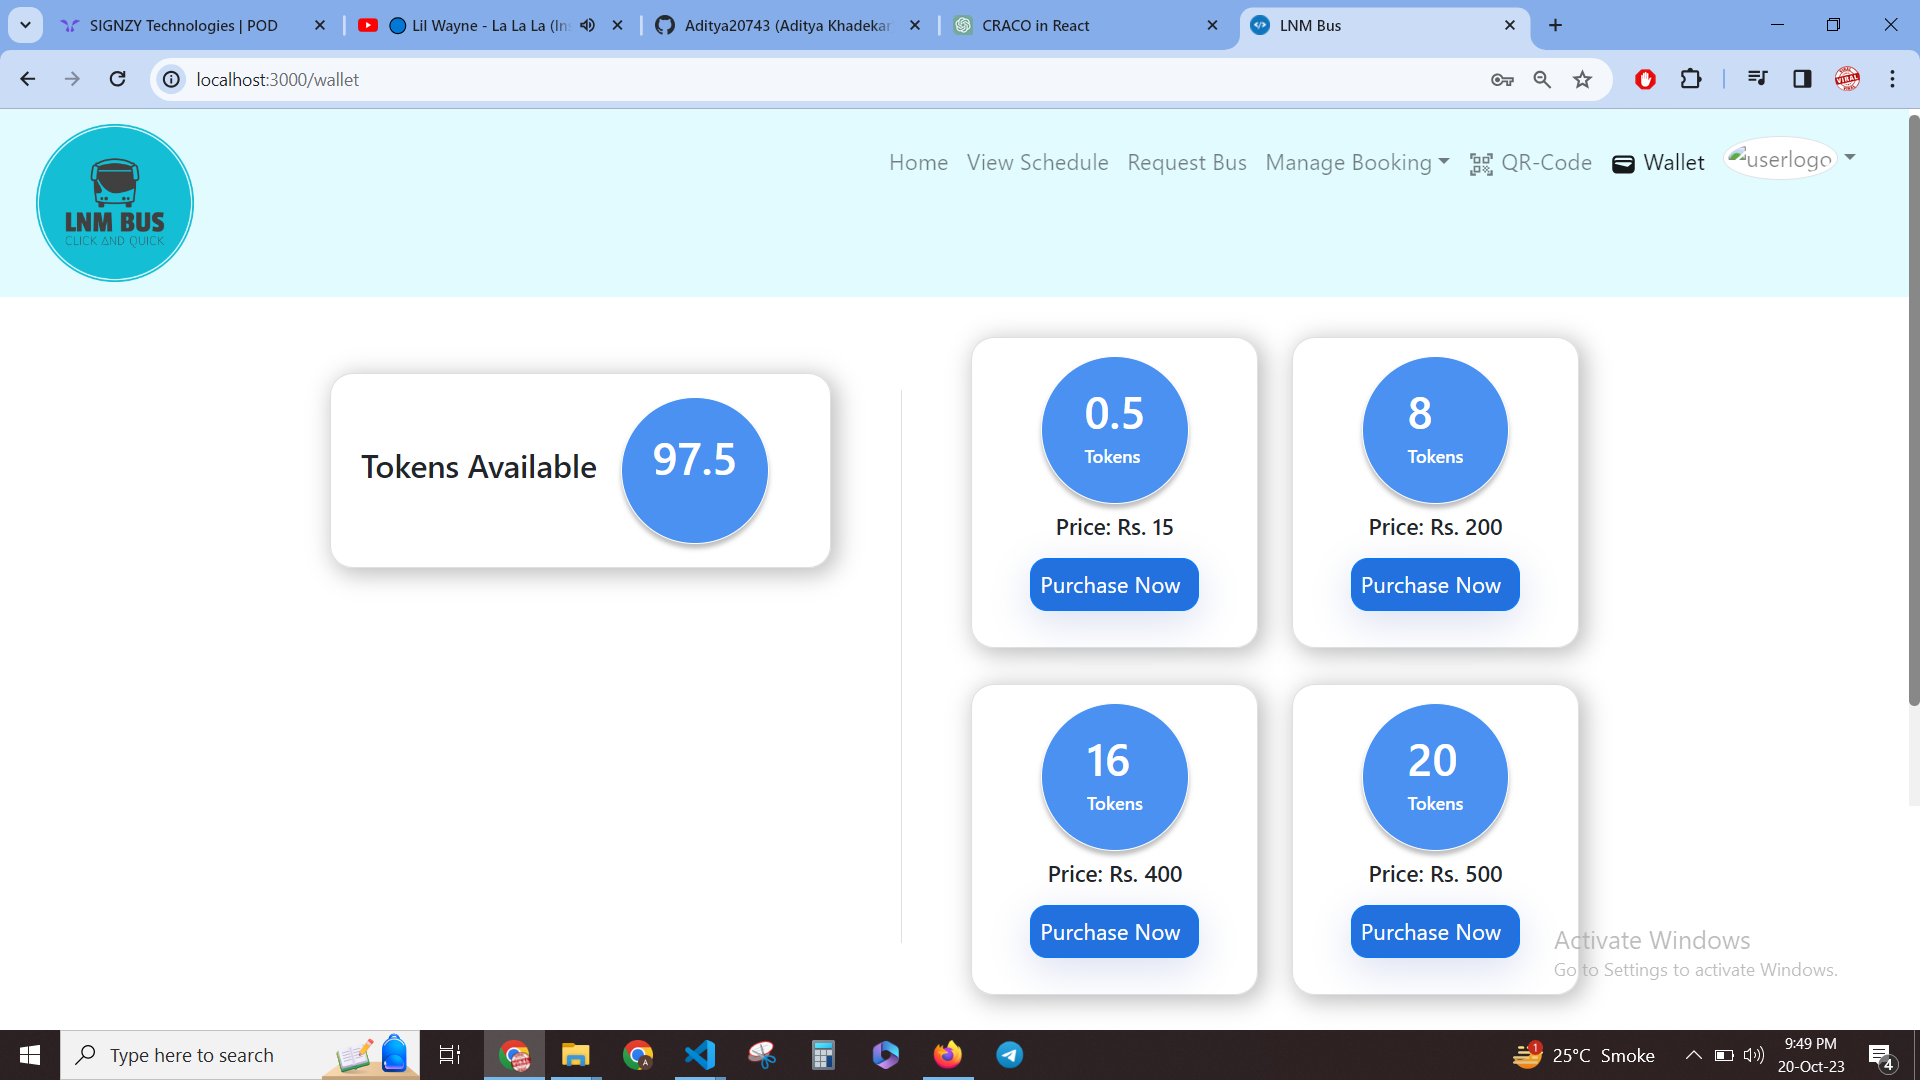 SIGNZY Technologies | POD
Lil Wayne - La La La (In
Aditya20743 (Aditya Khadekar
CRACO in React
LNM Bus
localhost:3000/wallet
VIRAL
LNM BUS
CLICK AND QUICK
Home
View Schedule
Request Bus
Manage Booking
QR-Code
Wallet
userlogo
Tokens Available
97.5
0.5
Tokens
Price: Rs. 15
Purchase Now
8
Tokens
Price: Rs. 200
Purchase Now
16
Tokens
Price: Rs. 400
Purchase Now
20
Tokens
Price: Rs. 500
Purchase Now
Activate Windows
Go to Settings to activate Windows.
Type here to search
A
1
25°C Smoke
9:49 PM
20-Oct-23
4